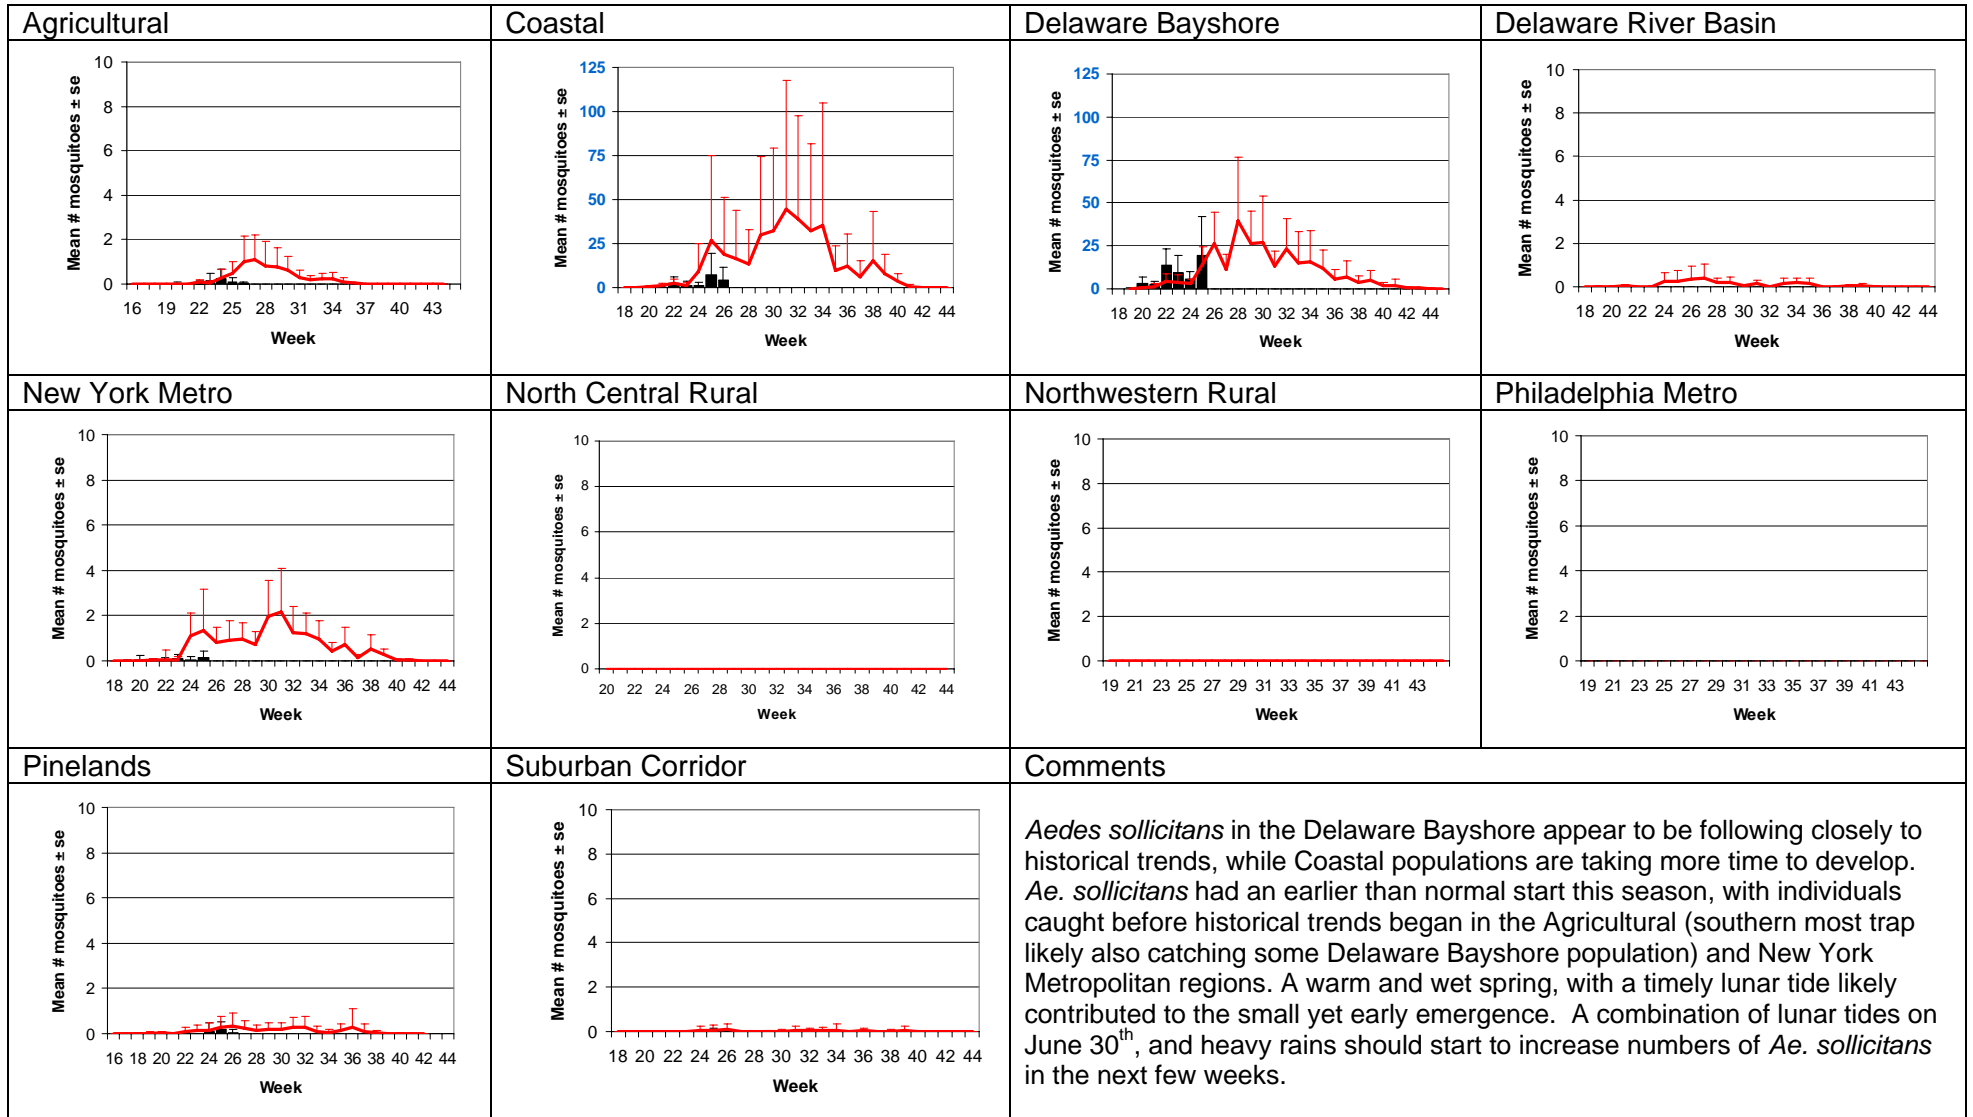 Agricultural
Coastal
Delaware Bayshore
Delaware River Basin
Mean # mosquitoes ± se
10
8
6
4
2
0
16 19 22 25 28 31 34 37 40 43
Week
Mean # mosquitoes ± se
125
100
75
50
25
0
18 20 22 24 26 28 30 32 34 36 38 40 42 44
Week
Mean # mosquitoes ± se
125
100
75
50
25
0
18 20 22 24 26 28 30 32 34 36 38 40 42 44
Week
Mean # mosquitoes ± se
10
8
6
4
2
0
18 20 22 24 26 28 30 32 34 36 38 40 42 44
Week
New York Metro
North Central Rural
Northwestern Rural
Philadelphia Metro
Mean # mosquitoes ± se
10
8
6
4
2
0
18 20 22 24 26 28 30 32 34 36 38 40 42 44
Week
Mean # mosquitoes ± se
10
8
6
4
2
0
20 22 24 26 28 30 32 34 36 38 40 42 44
Week
Mean # mosquitoes ± se
10
8
6
4
2
0
19 21 23 25 27 29 31 33 35 37 39 41 43
Week
Mean # mosquitoes ± se
10
8
6
4
2
0
19 21 23 25 27 29 31 33 35 37 39 41 43
Week
Pinelands
Suburban Corridor
Comments
Mean # mosquitoes ± se
10
8
6
4
2
0
16 18 20 22 24 26 28 30 32 34 36 38 40 42
Week
Mean # mosquitoes ± se
10
8
6
4
2
0
18 20 22 24 26 28 30 32 34 36 38 40 42 44
Week
Aedes sollicitans in the Delaware Bayshore appear to be following closely to
historical trends, while Coastal populations are taking more time to develop.
Ae. sollicitans had an earlier than normal start this season, with individuals
caught before historical trends began in the Agricultural (southern most trap
likely also catching some Delaware Bayshore population) and New York
Metropolitan regions. A warm and wet spring, with a timely lunar tide likely
contributed to the small yet early emergence.  A combination of lunar tides on
June 30th, and heavy rains should start to increase numbers of Ae. sollicitans
in the next few weeks.